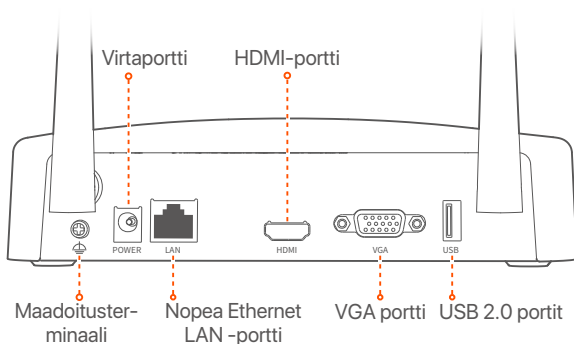 Virtaportti
HDMI-portti
POWER
LAN
HDMI
VGA
USB
Maadoituster-
minaali
Nopea Ethernet
LAN -portti
VGA portti
USB 2.0 portit